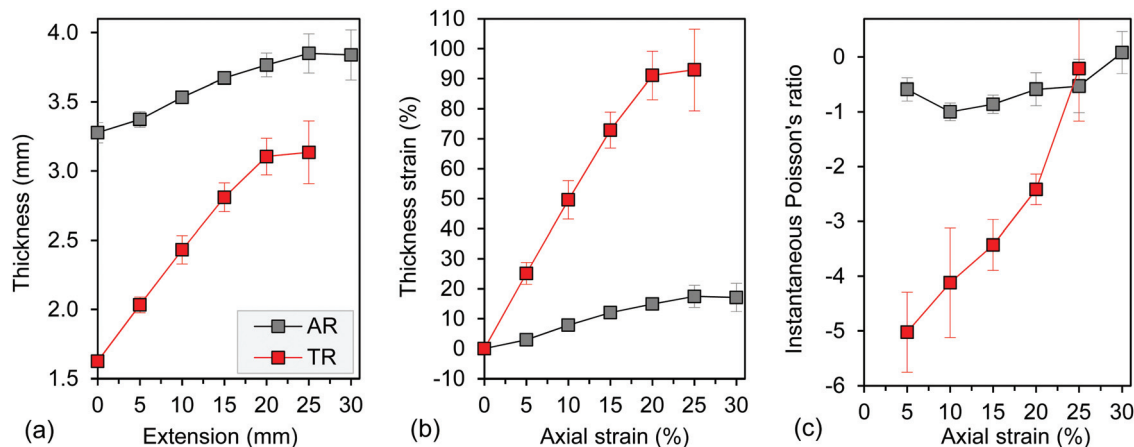 4.0
3.5
3.0
2.5
2.0
1.5
Thickness (mm)
AR
TR
0 5 10 15 20 25 30
(a) Extension (mm)
110
100
90
80
70
60
50
40
30
20
10
0
-10
Thickness strain (%)
0 5 10 15 20 25 30
(b) Axial strain (%)
0
-1
-2
-3
-4
-5
-6
Instantaneous Poisson's ratio
0 5 10 15 20 25 30
(c) Axial strain (%)